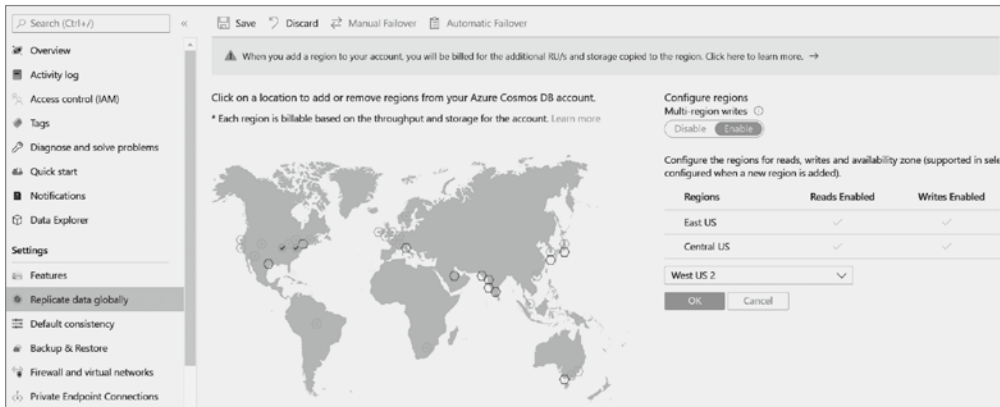 Search (Ctrl+/)
Overview
Activity log
Access control (IAM)
Tags
Diagnose and solve problems
Quick start
Notifications
Data Explorer
Settings
Features
Replicate data globally
Default consistency
Backup & Restore
Firewall and virtual networks
Private Endpoint Connections
Save Discard Manual Failover Automatic Failover
When you add a region to your account, you will be billed for the additional RU/s and storage copied to the region. Click here to learn more. →
Click on a location to add or remove regions from your Azure Cosmos DB account.
* Each region is billable based on the throughput and storage for the account. Learn more
Configure regions
Multi-region writes
Disable Enable
Configure the regions for reads, writes and availability zone (supported in sele
configured when a new region is added).
Regions Reads Enabled Writes Enabled
East US
Central US
West US 2
OK Cancel